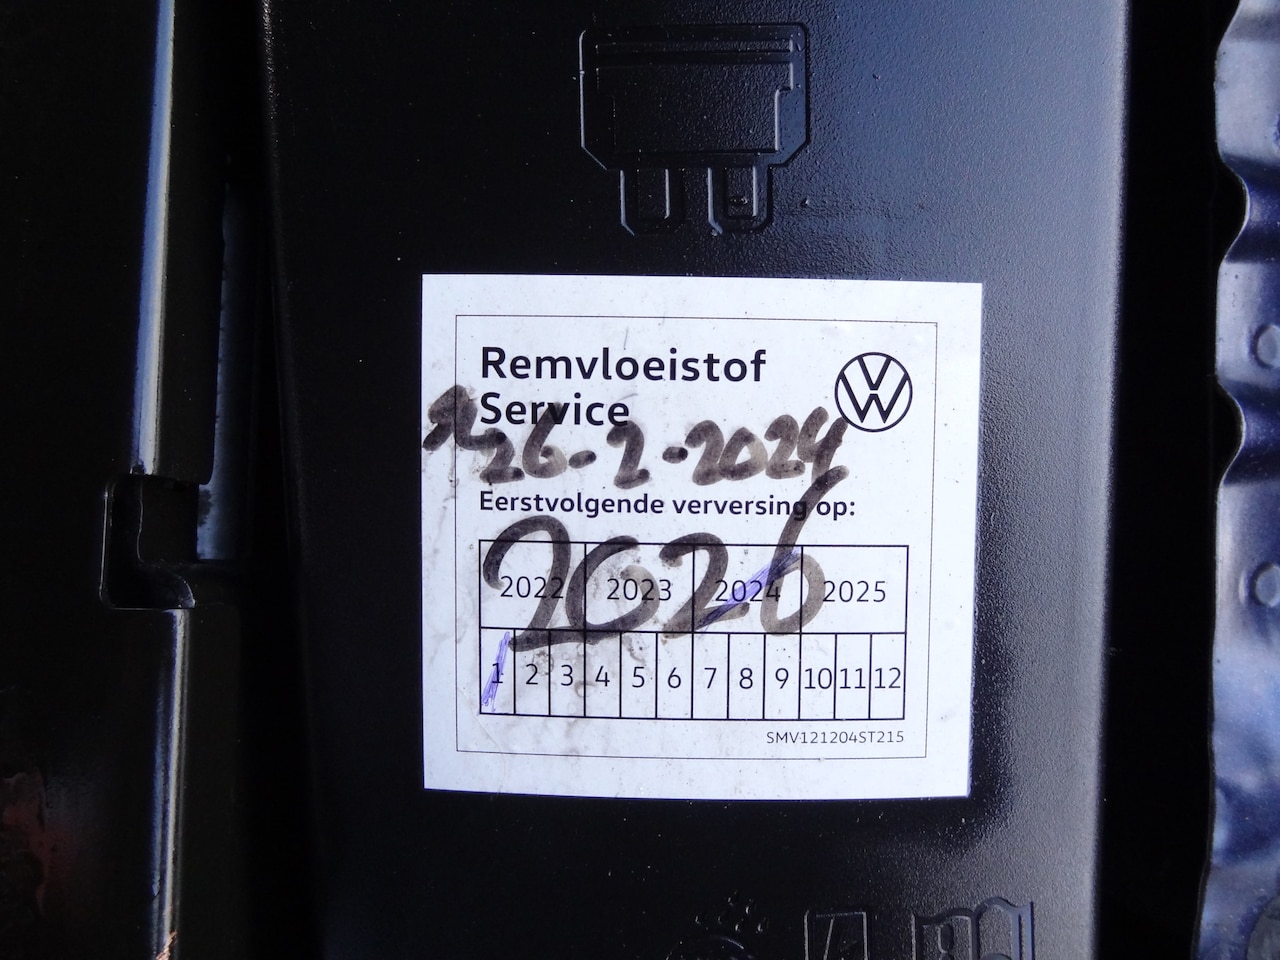 Remvloeistof
Service
26-2-2024
Eerstvolgende verversing op:
2026
2022 2023 2024 2025
1 2 3 4 5 6 7 8 9 10 11 12
SMV121204ST215